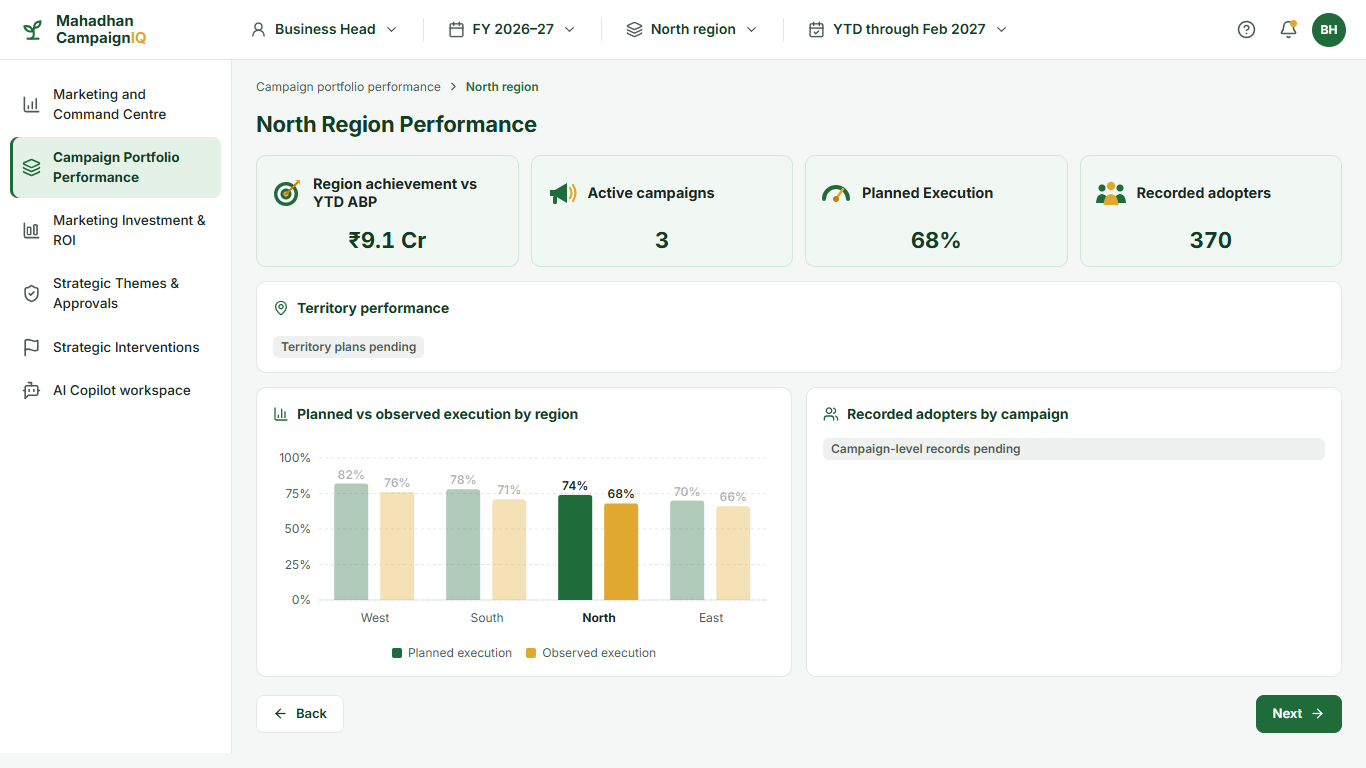 Mahadhan
CampaignIQ
Business Head
FY 2026–27
North region
YTD through Feb 2027
BH
Marketing and
Command Centre
Campaign Portfolio
Performance
Marketing Investment &
ROI
Strategic Themes &
Approvals
Strategic Interventions
AI Copilot workspace
Campaign portfolio performance > North region
North Region Performance
Region achievement vs
YTD ABP
₹9.1 Cr
Active campaigns
3
Planned Execution
68%
Recorded adopters
370
Territory performance
Territory plans pending
Planned vs observed execution by region
100%
75%
50%
25%
0%
82%
76%
78%
71%
74%
68%
70%
66%
West
South
North
East
Planned execution
Observed execution
Recorded adopters by campaign
Campaign-level records pending
Back
Next